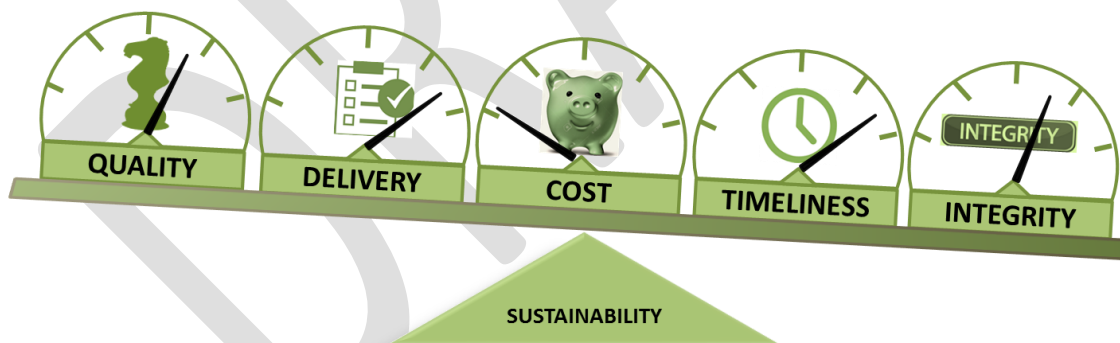 INTEGRITY
QUALITY
DELIVERY
COST
TIMELINESS
INTEGRITY
SUSTAINABILITY